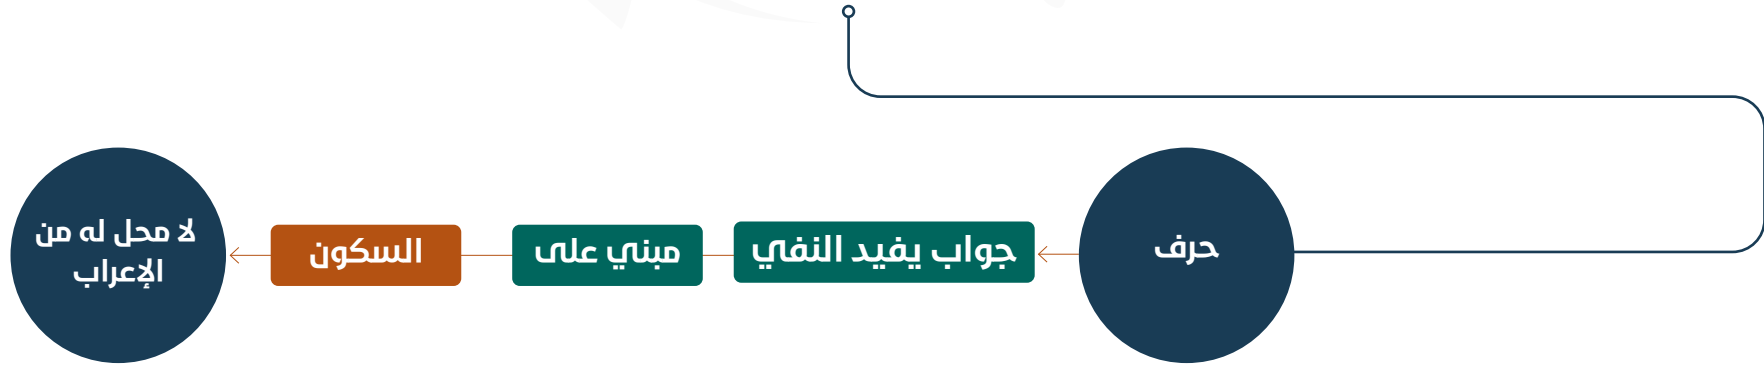 حرف
جواب يفيد النفي
مبني على
السكون
لا محل له من
الإعراب